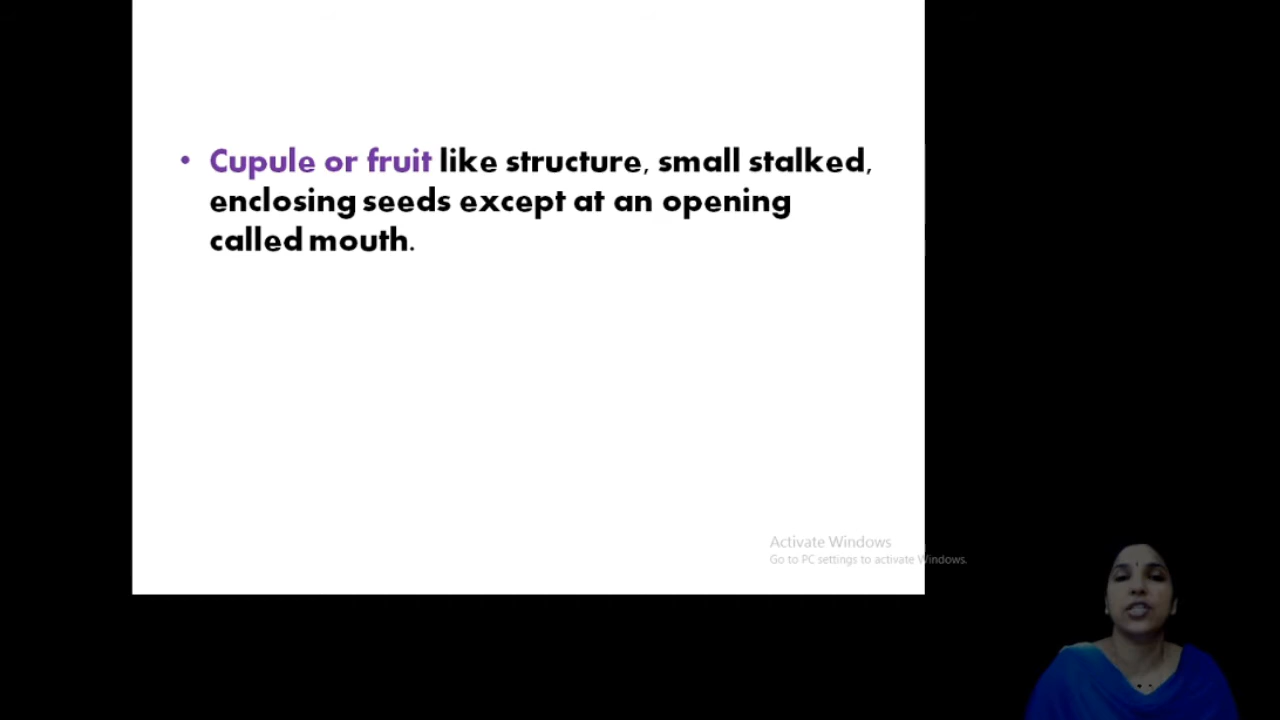 • Cupule or fruit like structure, small stalked,
enclosing seeds except at an opening
called mouth.
Activate Windows
Go to PC settings to activate Windows.